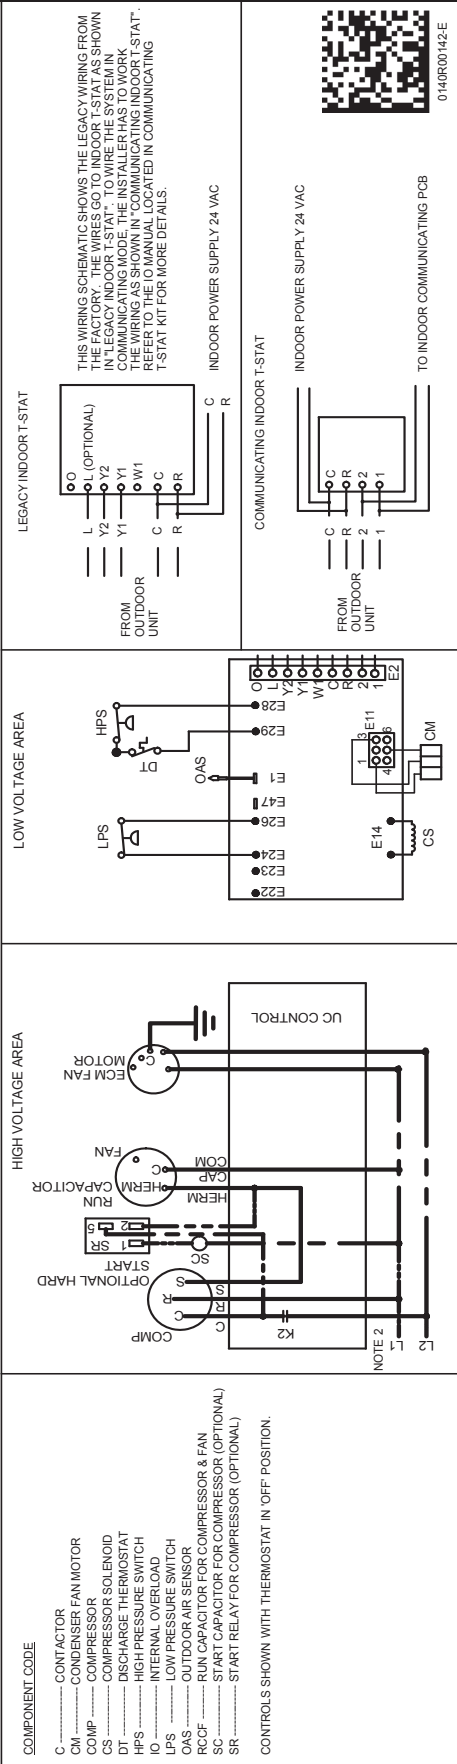 COMPONENT CODE
C ---------- CONTACTOR
CM ---------- CONDENSER FAN MOTOR
COMP ---------- COMPRESSOR
CS ---------- COMPRESSOR SOLENOID
DT ---------- DISCHARGE THERMOSTAT
HPS ---------- HIGH PRESSURE SWITCH
IO ---------- INTERNAL OVERLOAD
LPS ---------- LOW PRESSURE SWITCH
OAS ---------- OUTDOOR AIR SENSOR
RCCF ---------- RUN CAPACITOR FOR COMPRESSOR & FAN
SC ---------- START CAPACITOR FOR COMPRESSOR (OPTIONAL)
SR ---------- START RELAY FOR COMPRESSOR (OPTIONAL)
CONTROLS SHOWN WITH THERMOSTAT IN 'OFF' POSITION.
HIGH VOLTAGE AREA
COMP
C
R
S
OPTIONAL HARD
START
SR
1
2
5
SC
RUN
CAPACITOR
HERM
C
FAN
ECM FAN
MOTOR
C
C
R
S
HERM
CAP
COM
K2
UC CONTROL
NOTE 2
L1
L2
LOW VOLTAGE AREA
LPS
HPS
DT
OAS
E22
E23
E24
E26
E47
E1
E29
E28
O
L
Y2
Y1
W1
C
R
2
1
E2
E14
CS
E11
1
3
4
6
CM
LEGACY INDOOR T-STAT
O
L (OPTIONAL)
Y2
Y1
W1
C
R
L
Y2
Y1
C
R
FROM
OUTDOOR
UNIT
C
R
INDOOR POWER SUPPLY 24 VAC
THIS WIRING SCHEMATIC SHOWS THE LEGACY WIRING FROM
THE FACTORY. THE WIRES GO TO INDOOR T-STAT AS SHOWN
IN "LEGACY INDOOR T-STAT". TO WIRE THE SYSTEM IN
COMMUNICATING MODE, THE INSTALLER HAS TO WORK
THE WIRING AS SHOWN IN "COMMUNICATING INDOOR T-STAT".
REFER TO THE IO MANUAL LOCATED IN COMMUNICATING
T-STAT KIT FOR MORE DETAILS.
COMMUNICATING INDOOR T-STAT
INDOOR POWER SUPPLY 24 VAC
C
R
2
1
C
R
2
1
FROM
OUTDOOR
UNIT
TO INDOOR COMMUNICATING PCB
0140R00142-E